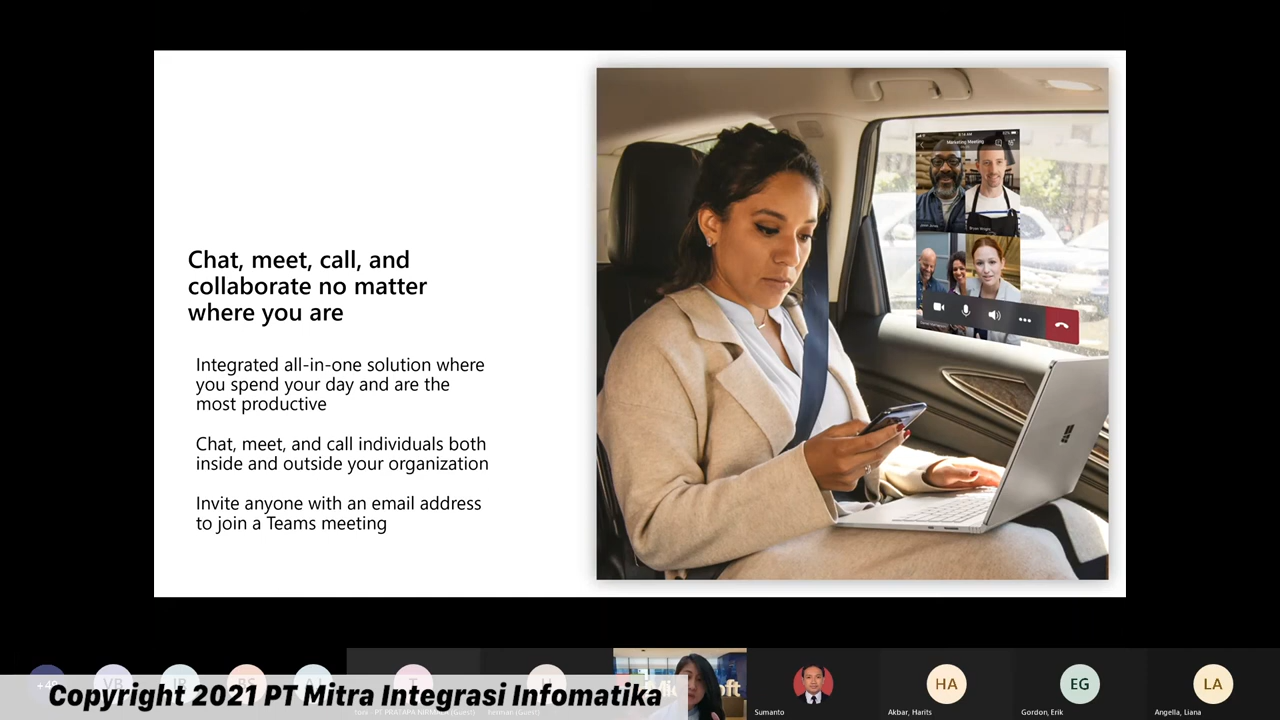 Chat, meet, call, and
collaborate no matter
where you are
Integrated all-in-one solution where
you spend your day and are the
most productive
Chat, meet, and call individuals both
inside and outside your organization
Invite anyone with an email address
to join a Teams meeting
Marketing Meeting
Copyright 2021 PT Mitra Integrasi Infomatika
Sumanto
HA
Akbar, Harits
EG
Gordon, Erik
LA
Angella, Liana